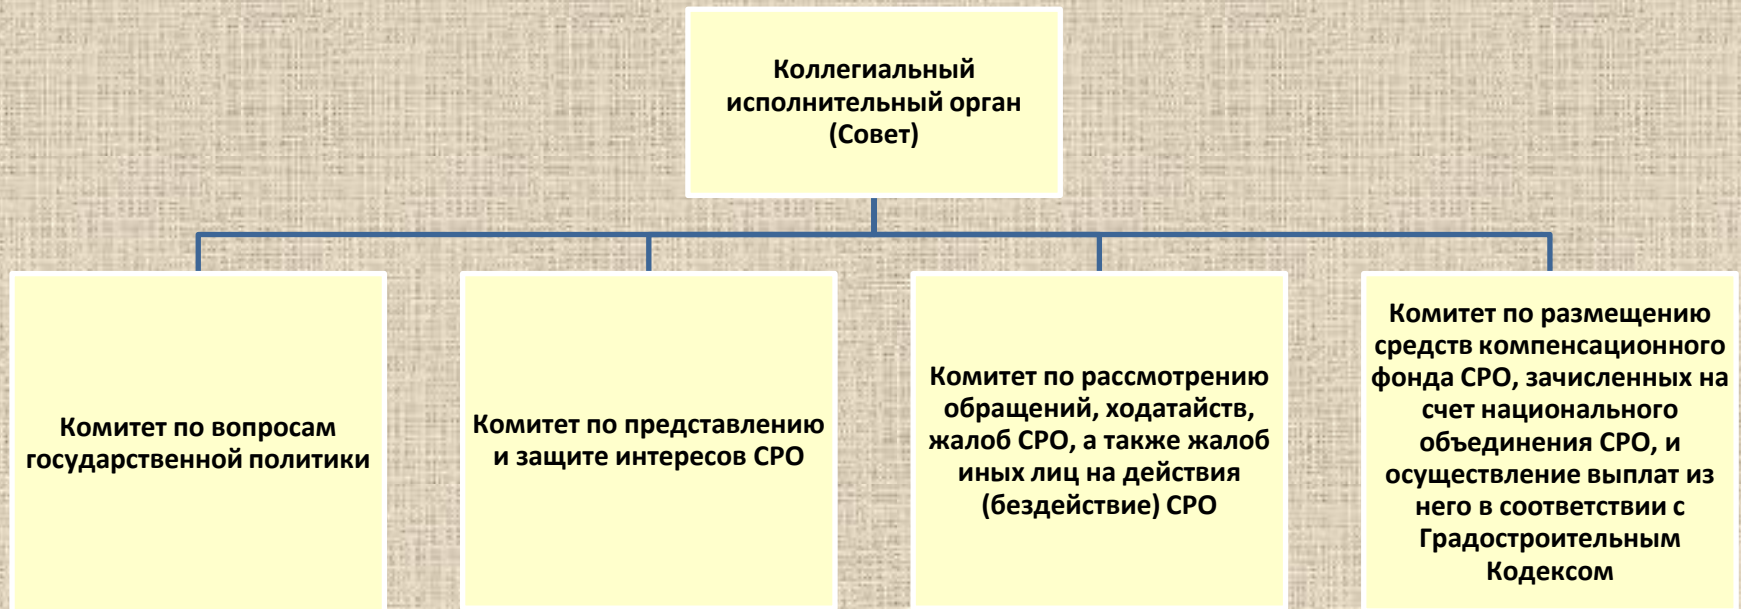 Коллегиальный
исполнительный орган
(Совет)
Комитет по вопросам
государственной политики
Комитет по представлению
и защите интересов СРО
Комитет по рассмотрению
обращений, ходатайств,
жалоб СРО, а также жалоб
иных лиц на действия
(бездействие) СРО
Комитет по размещению
средств компенсационного
фонда СРО, зачисленных на
счет национального
объединения СРО, и
осуществление выплат из
него в соответствии с
Градостроительным
Кодексом